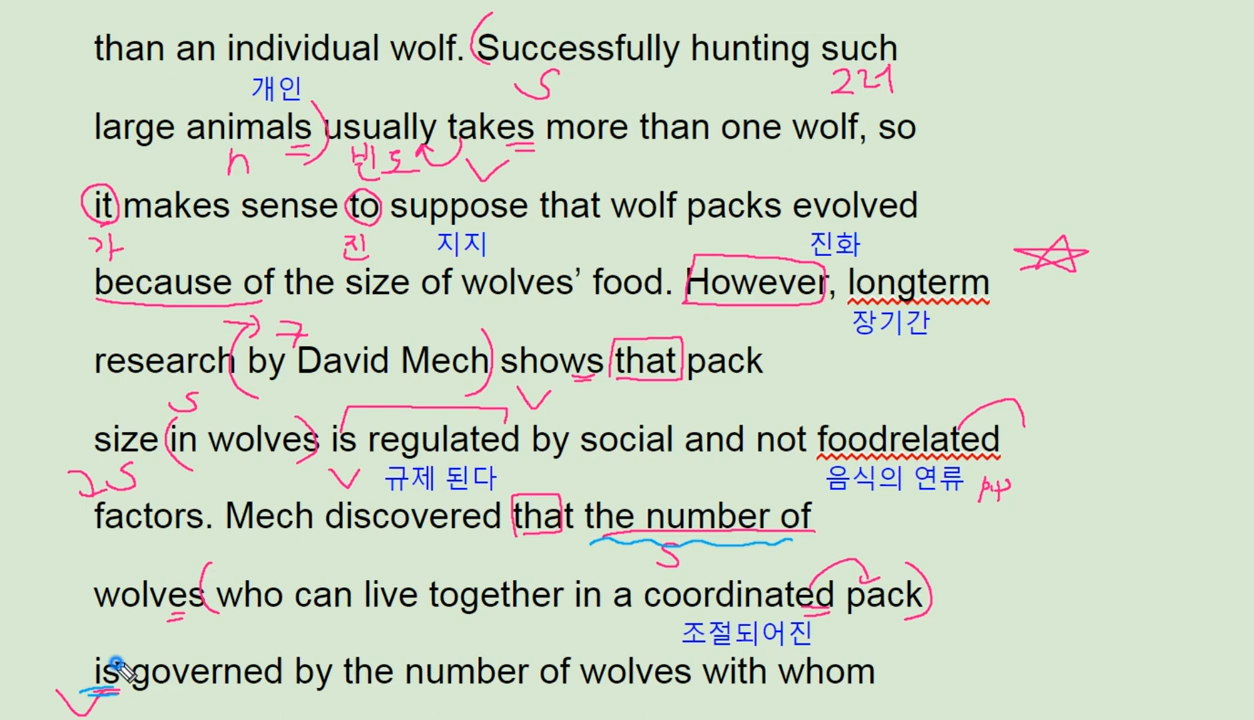 than an individual wolf. Successfully hunting such
개인 S 그런
large animals usually takes more than one wolf, so
n 빈도 V
it makes sense to suppose that wolf packs evolved
가 진 지지 진화
because of the size of wolves’ food. However, longterm
장기간
research by David Mech shows that pack
S V
size in wolves is regulated by social and not foodrelated
V 규제 된다 음식의 연류 pp
factors. Mech discovered that the number of
S
wolves who can live together in a coordinated pack
조절되어진
is governed by the number of wolves with whom
V